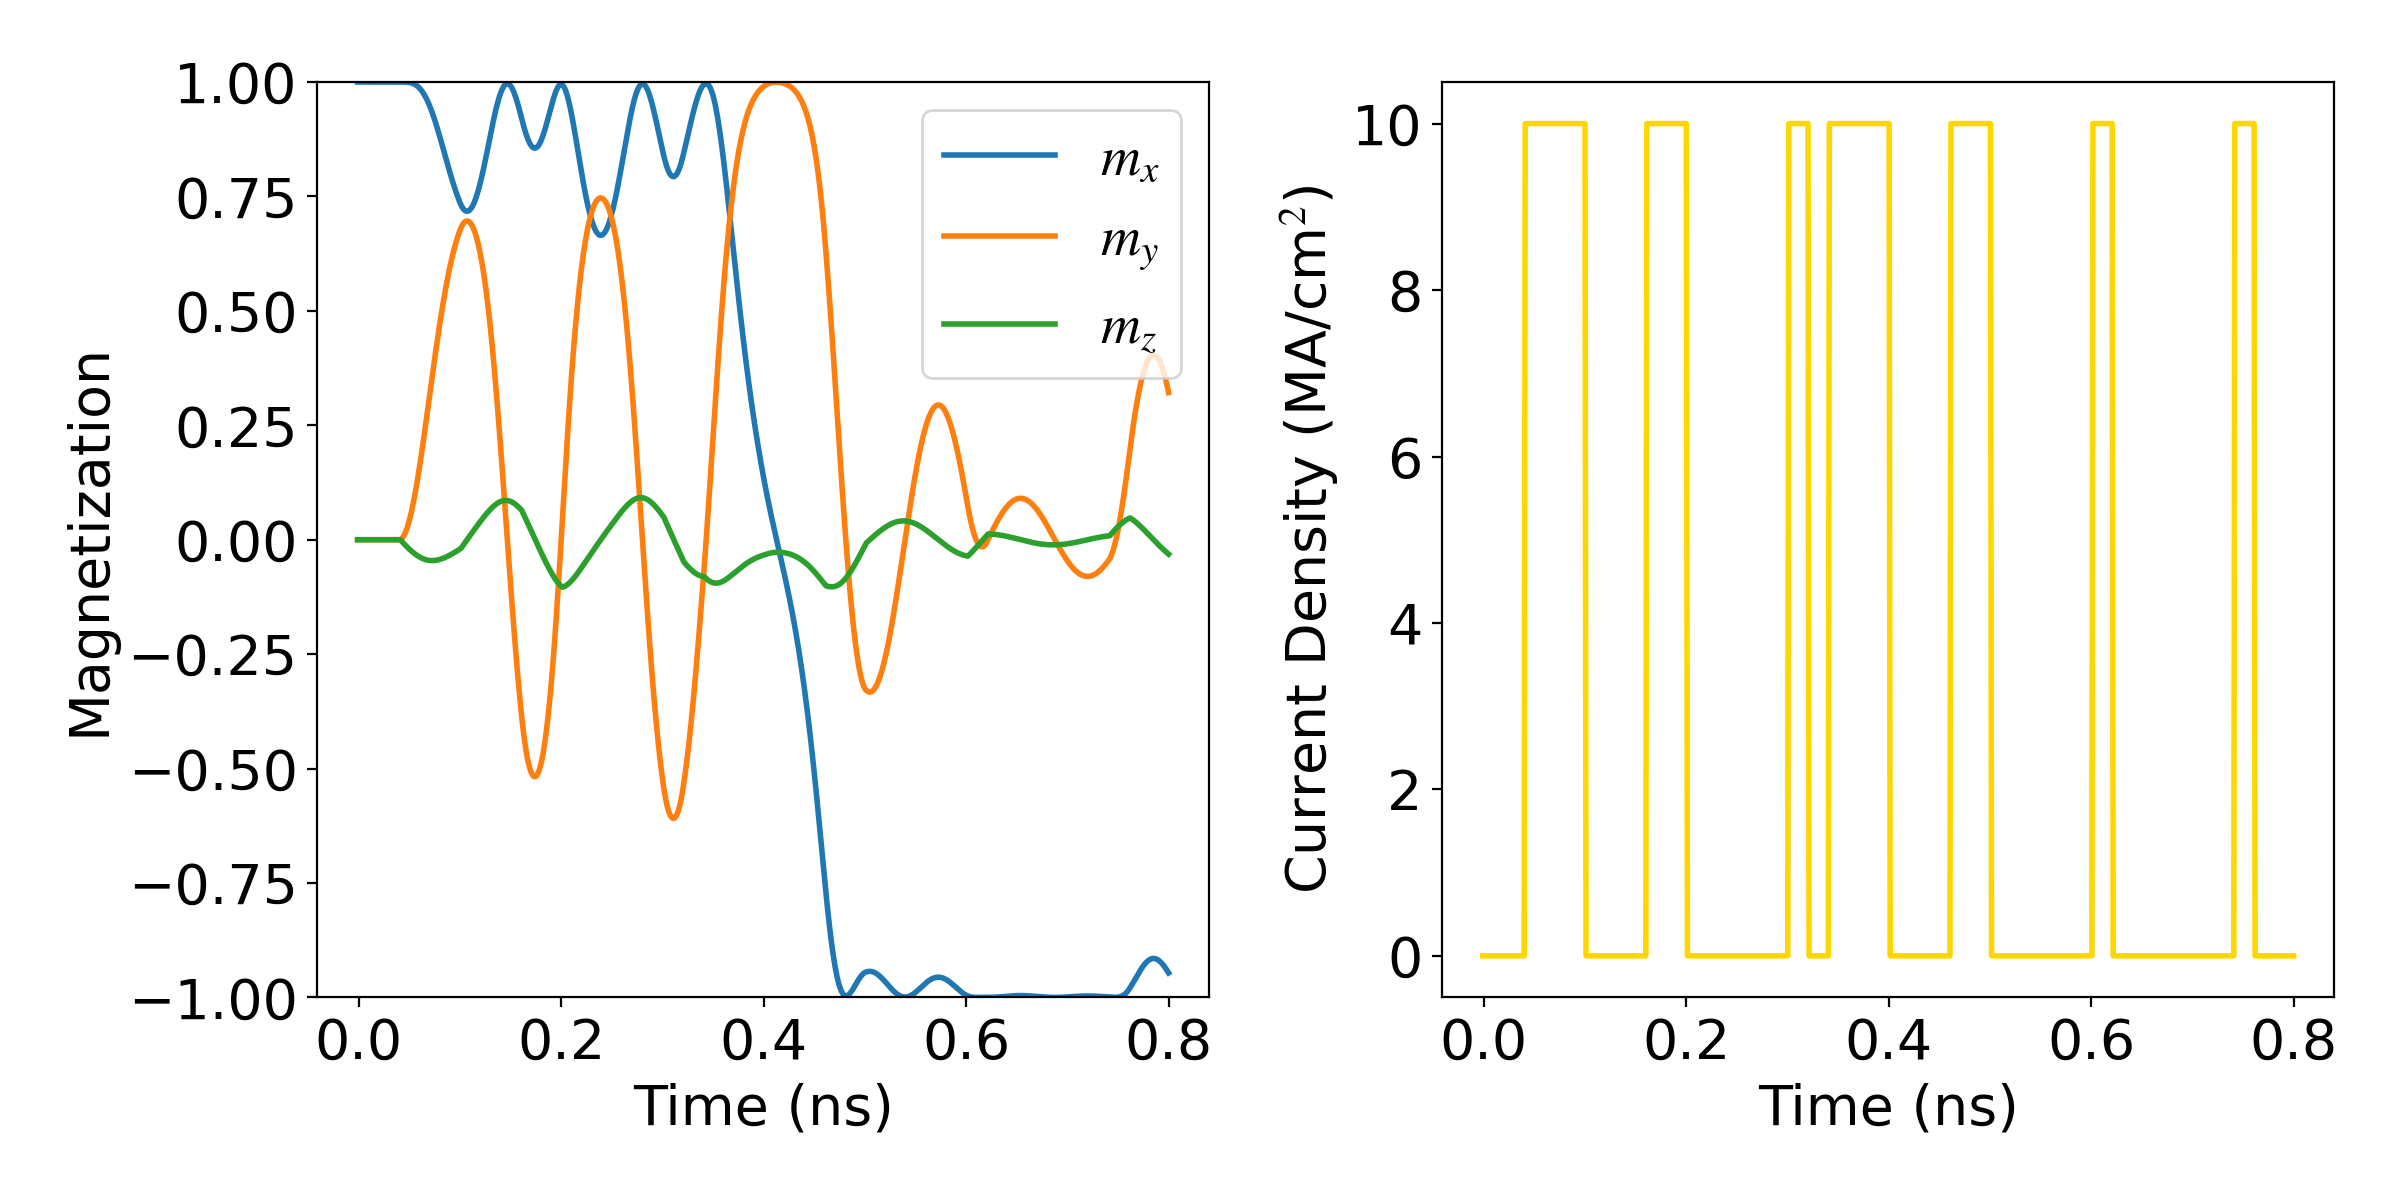 Magnetization
1.00
0.75
0.50
0.25
0.00
−0.25
−0.50
−0.75
−1.00
0.0 0.2 0.4 0.6 0.8
Time (ns)
m_x
m_y
m_z
Current Density (MA/cm²)
10
8
6
4
2
0
0.0 0.2 0.4 0.6 0.8
Time (ns)